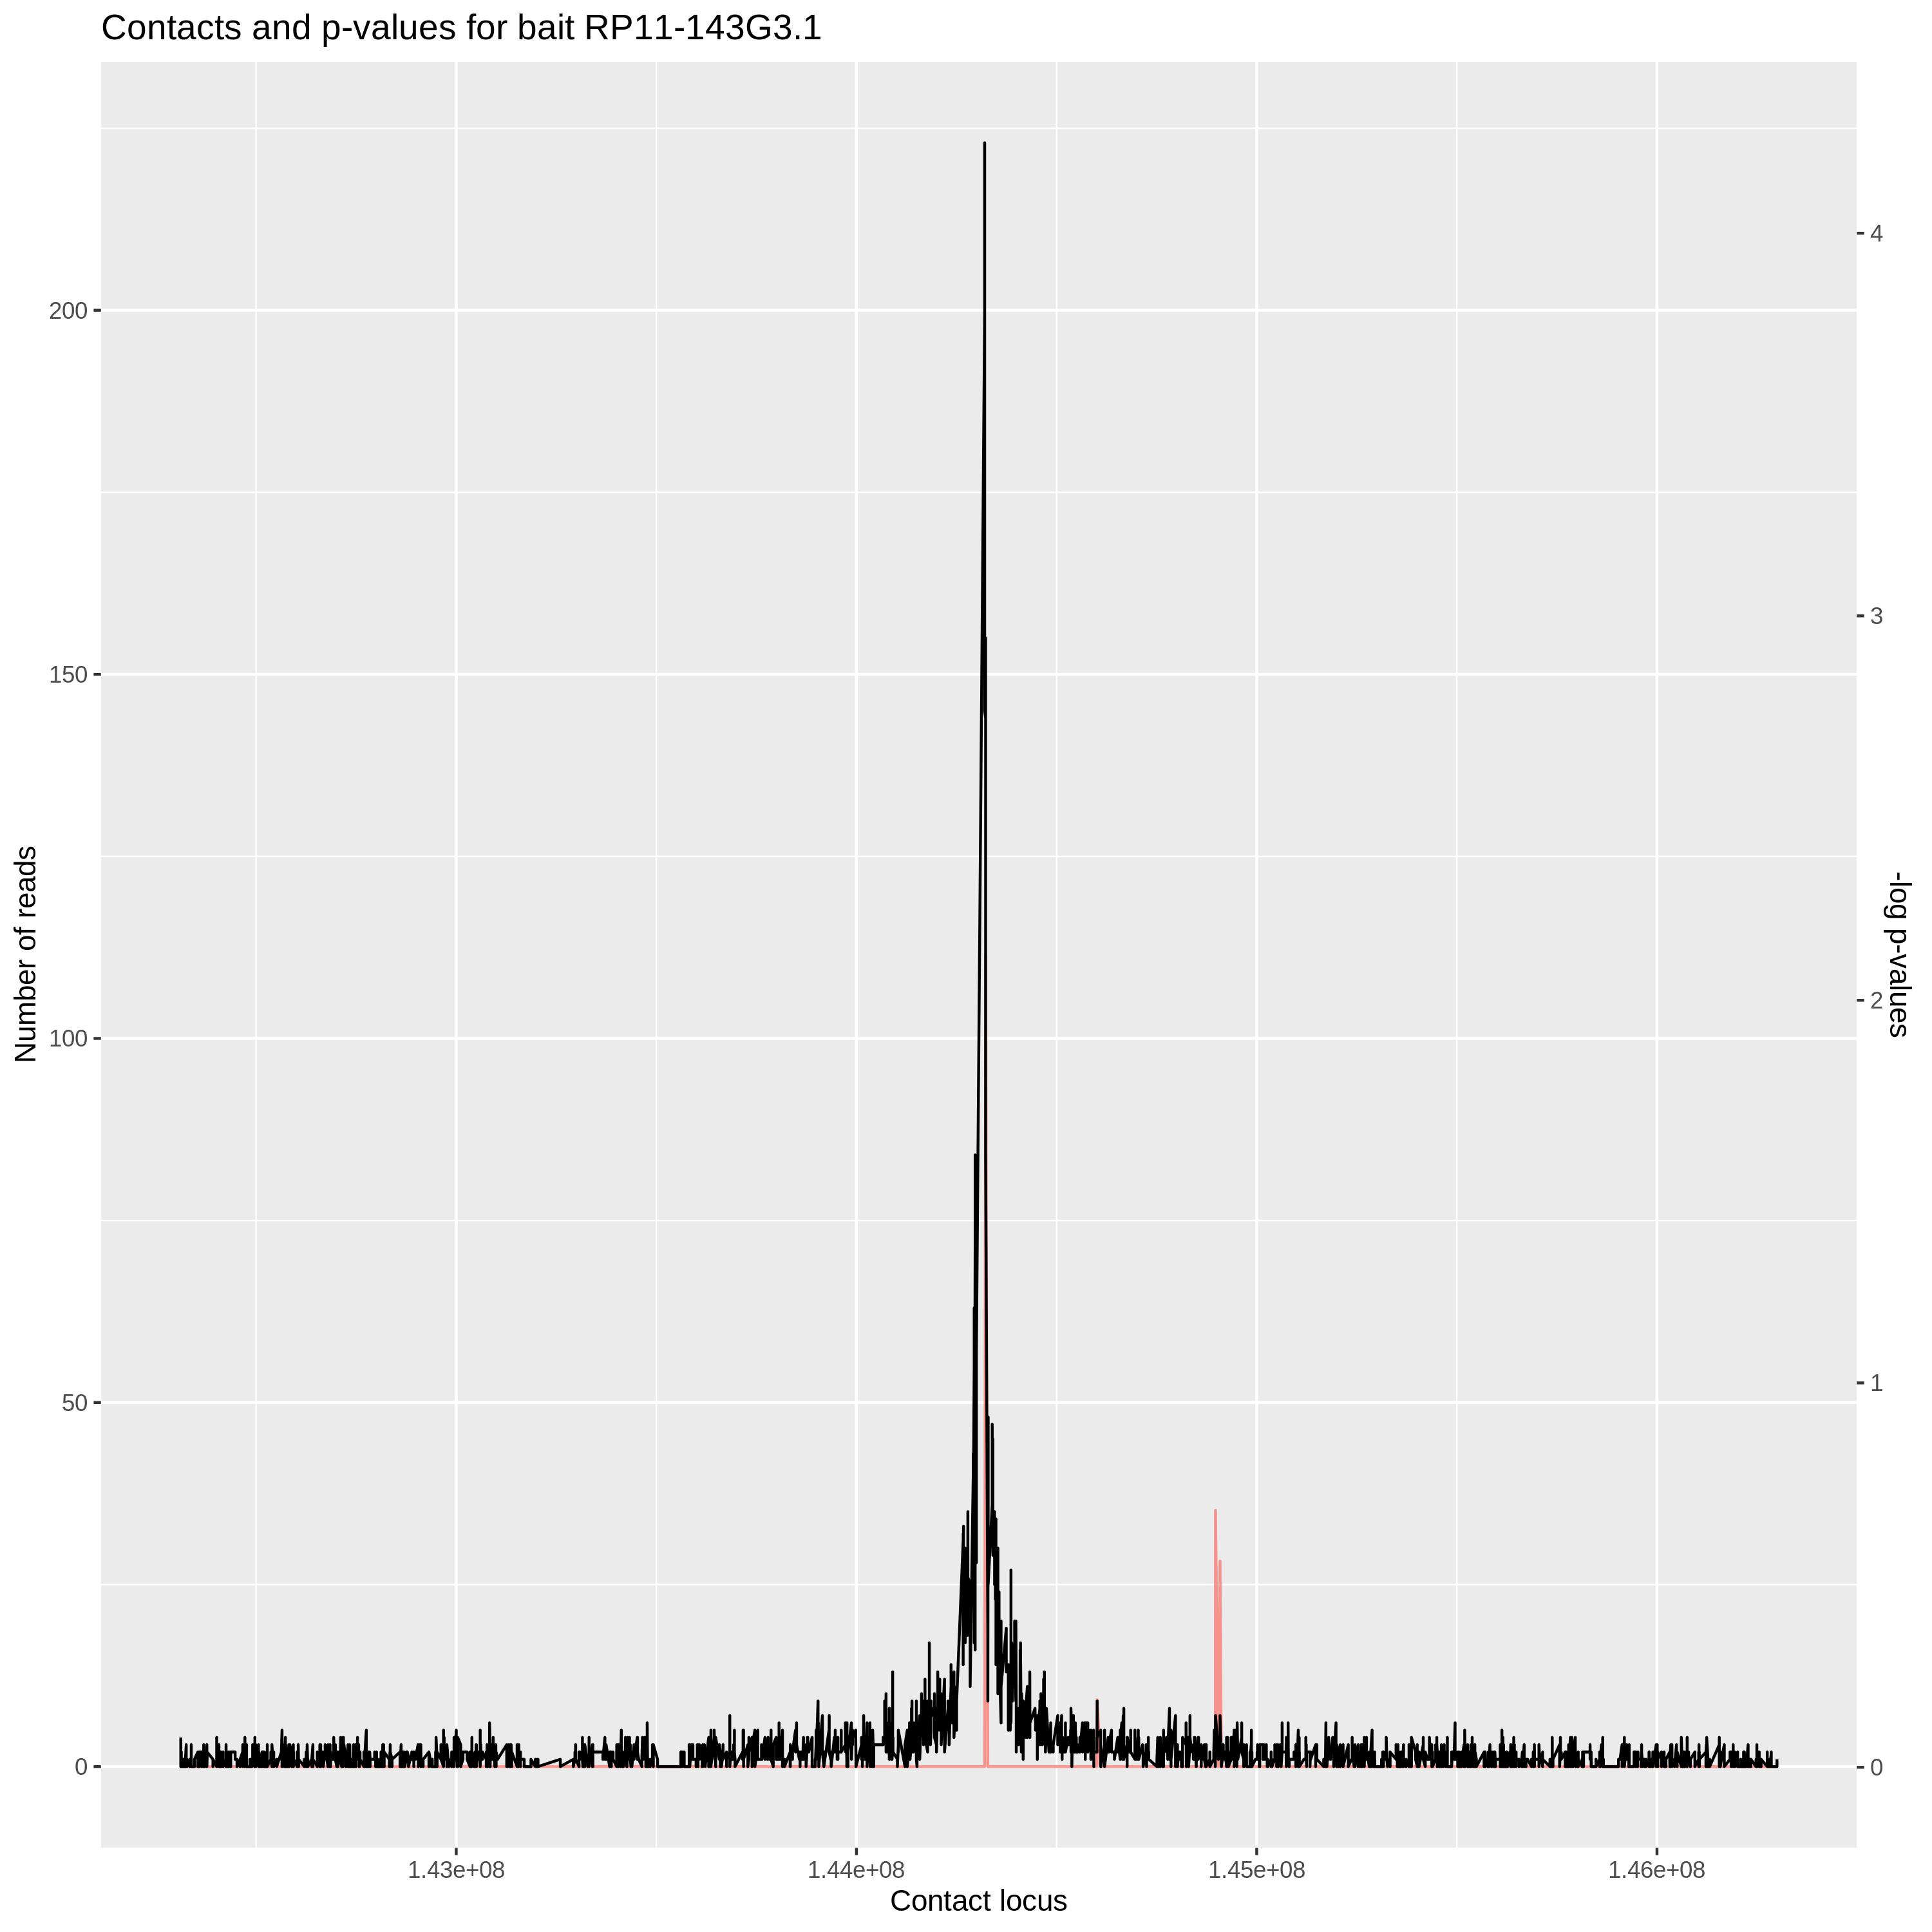 Contacts and p-values for bait RP11-143G3.1
Number of reads
200
150
100
50
0
4
3
2
1
0
-log p-values
1.43e+08 1.44e+08 1.45e+08 1.46e+08
Contact locus